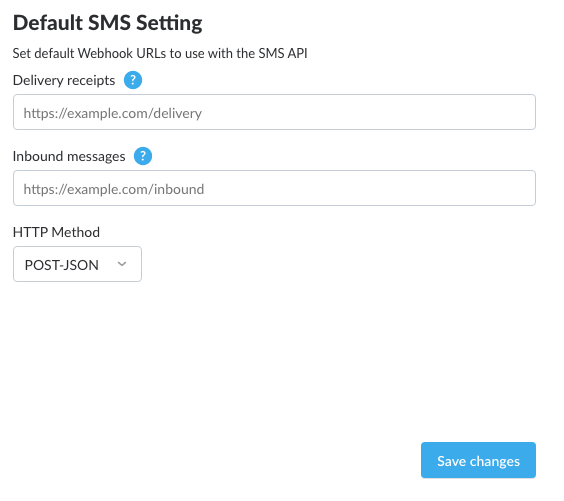 Default SMS Setting
Set default Webhook URLs to use with the SMS API
Delivery receipts ?
https://example.com/delivery
Inbound messages ?
https://example.com/inbound
HTTP Method
POST-JSON
Save changes